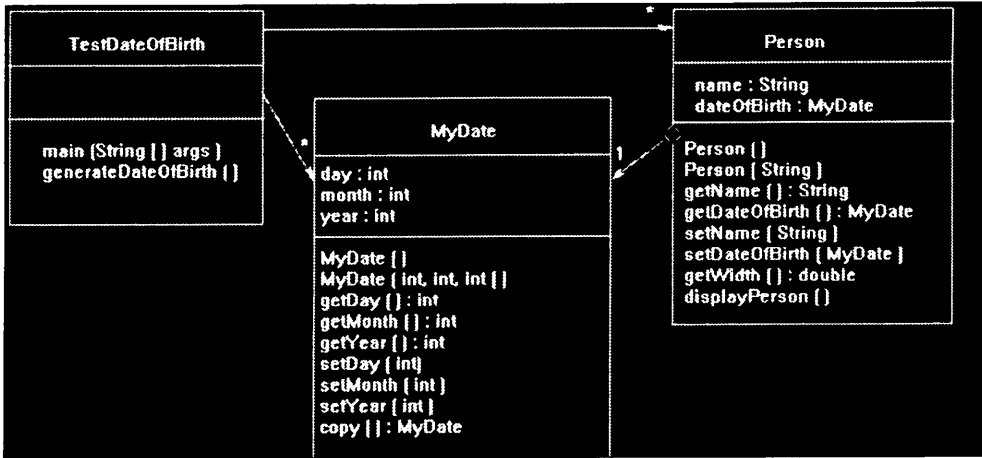 TestDateOfBirth
main (String [ ] args )
generateDateOfBirth ( )
*
*
1
MyDate
day : int
month : int
year : int
MyDate ( )
MyDate ( int, int, int [ )
getDay ( ) : int
getMonth ( ) : int
getYear ( ) : int
setDay ( int)
setMonth ( int )
setYear ( int )
copy ( ) : MyDate
Person
name : String
dateOfBirth : MyDate
Person ( )
Person ( String )
getName ( ) : String
getDateOfBirth ( ) : MyDate
setName ( String )
setDateOfBirth ( MyDate )
getWidth ( ) : double
displayPerson ( )